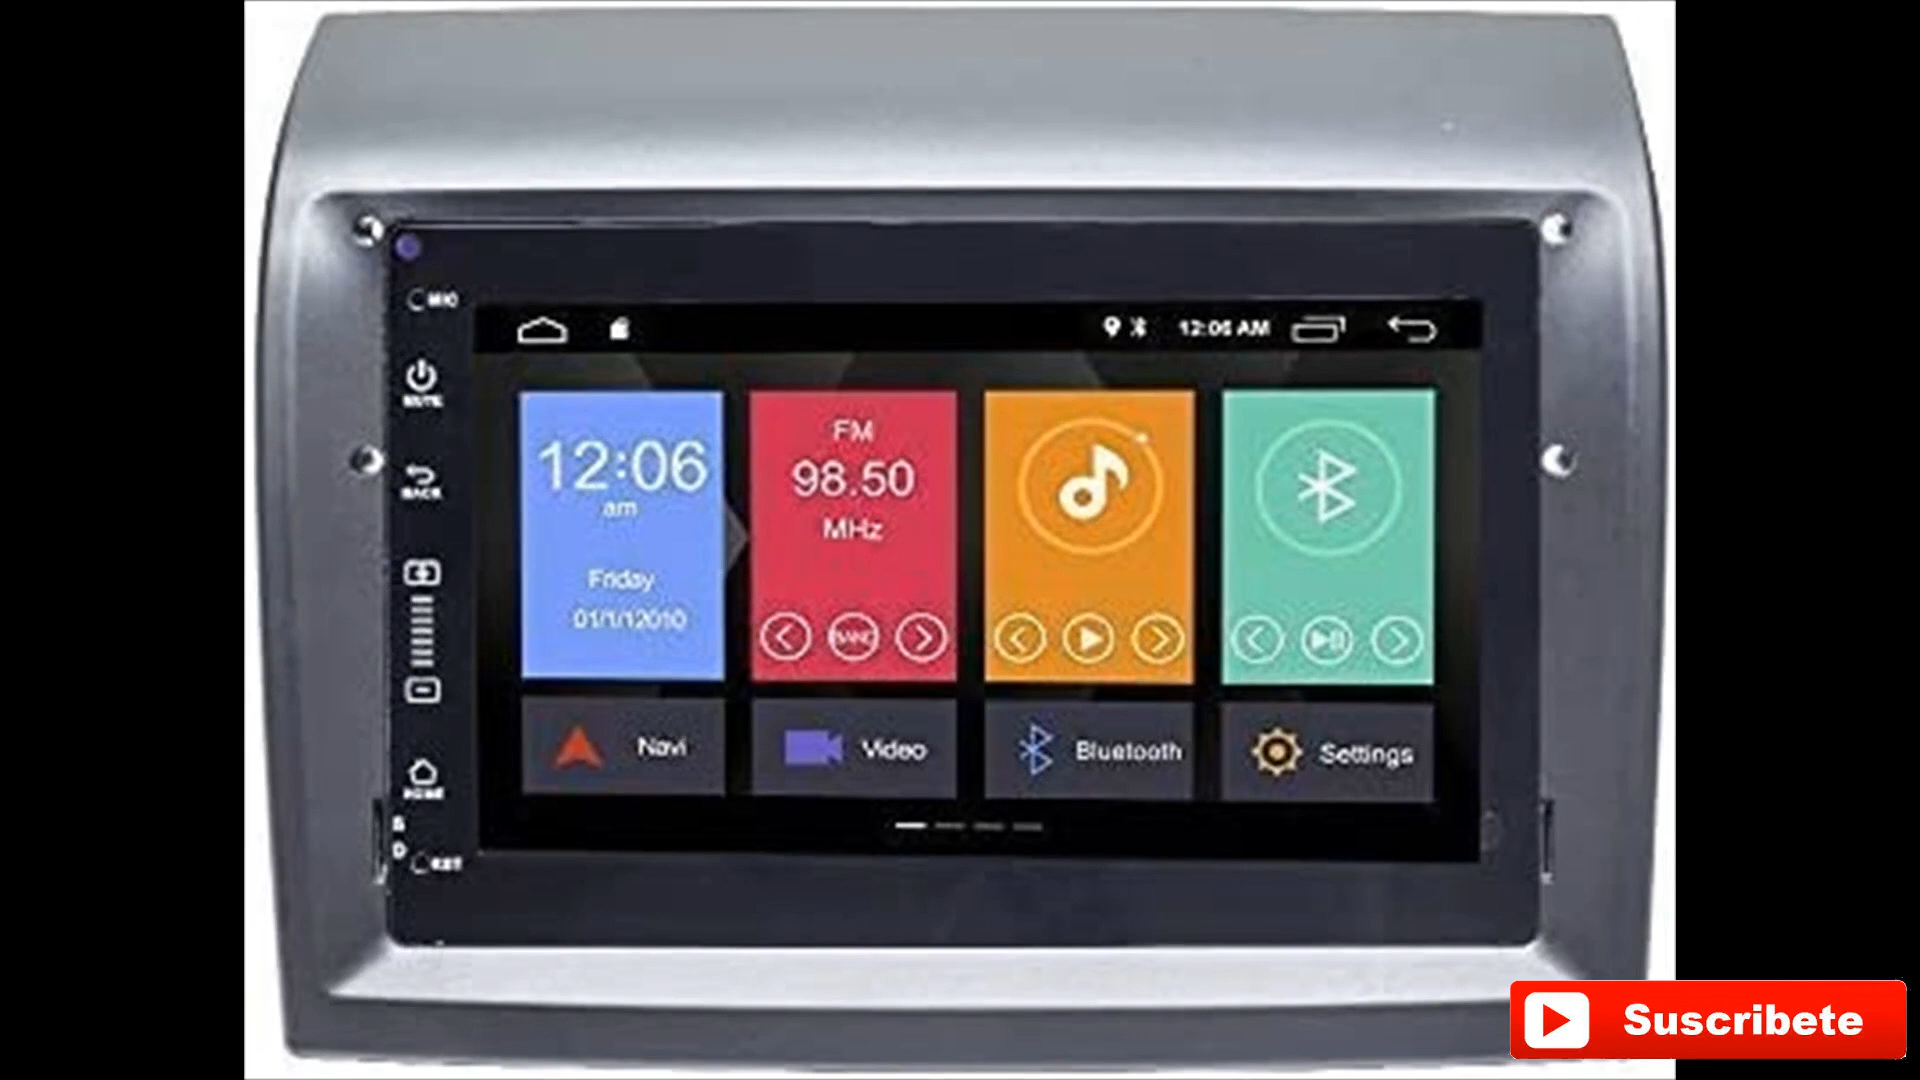 MIC
12:06 AM
MUTE
BACK
12:06
am
Friday
01/1/12010
FM
98.50
MHz
BAND
Navi
Video
Bluetooth
Settings
HOME
S
D
RST
Suscribete